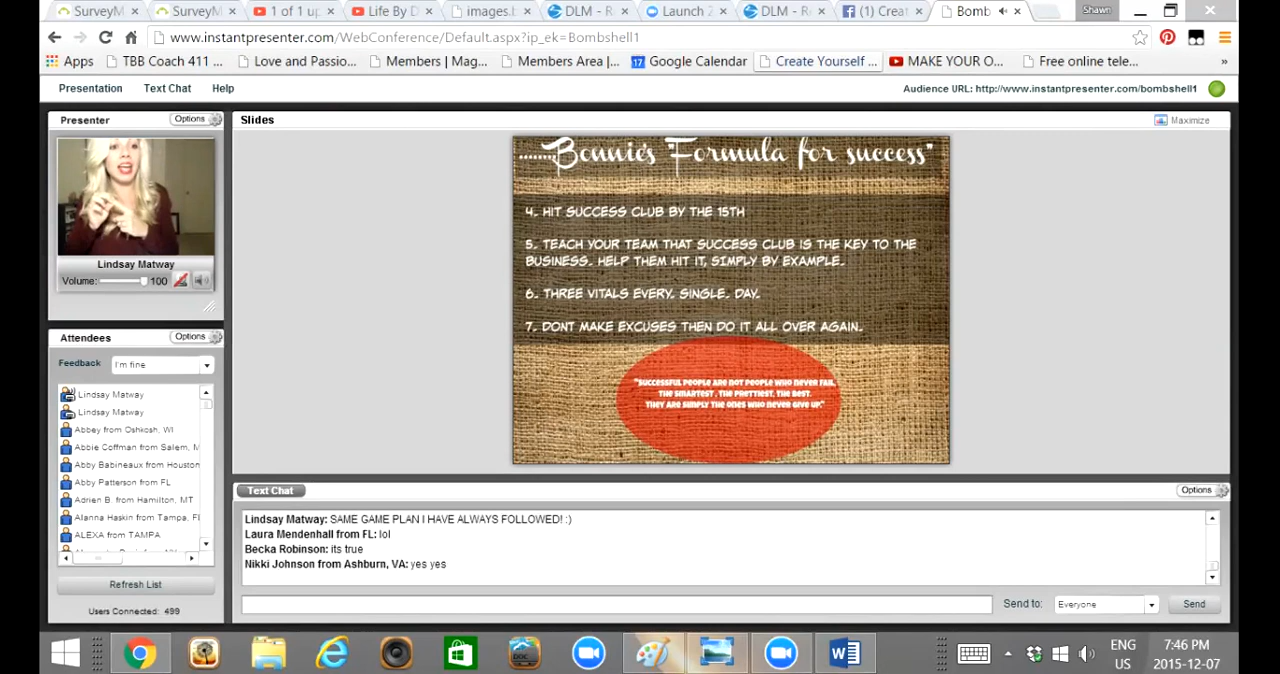 SurveyM
SurveyM
1 of 1 up
Life By D
images.b
DLM - R
Launch 2
DLM - R
(1) Crea
Bomb
Shawn
www.instantpresenter.com/WebConference/Default.aspx?ip_ek=Bombshell1
Apps
TBB Coach 411 ...
Love and Passio...
Members | Mag...
Members Area |...
17
Google Calendar
Create Yourself ...
MAKE YOUR O...
Free online tele...
»
Presentation
Text Chat
Help
Audience URL: http://www.instantpresenter.com/bombshell1
Presenter
Options
Slides
Maximize
.......Bonnie's "Formula for success"
4. HIT SUCCESS CLUB BY THE 15TH
5. TEACH YOUR TEAM THAT SUCCESS CLUB IS THE KEY TO THE
BUSINESS. HELP THEM HIT IT, SIMPLY BY EXAMPLE.
6. THREE VITALS EVERY. SINGLE. DAY.
7. DONT MAKE EXCUSES THEN DO IT ALL OVER AGAIN.
"SUCCESSFUL PEOPLE ARE NOT PEOPLE WHO NEVER FAIL,
THE SMARTEST , THE PRETTIEST, THE BEST.
THEY ARE SIMPLY THE ONES WHO NEVER GIVE UP."
Lindsay Matway
Volume:
100
Attendees
Options
Feedback
I'm fine
Lindsay Matway
Lindsay Matway
Abbey from Oshkosh, WI
Abbie Coffman from Salem, M
Abby Babineaux from Houston
Abby Patterson from FL
Adrien B. from Hamilton, MT
Alanna Haskin from Tampa, FL
ALEXA from TAMPA
Refresh List
Users Connected: 499
Text Chat
Options
Lindsay Matway: SAME GAME PLAN I HAVE ALWAYS FOLLOWED! :)
Laura Mendenhall from FL: lol
Becka Robinson: its true
Nikki Johnson from Ashburn, VA: yes yes
Send to:
Everyone
Send
DOC
ENG
US
7:46 PM
2015-12-07